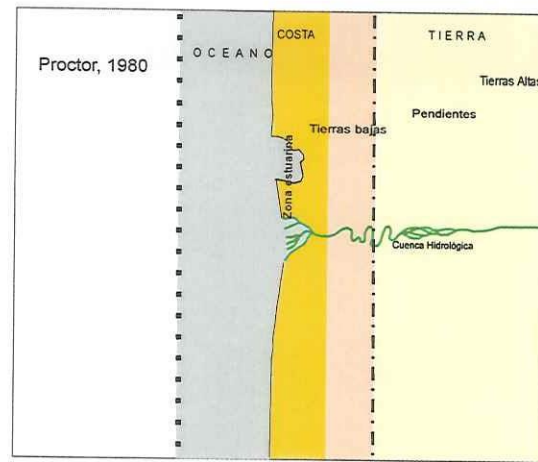 Proctor, 1980
OCEANO
COSTA
TIERRA
Tierras Altas
Pendientes
Tierras bajas
Zona estuarina
Cuenca Hidrológica